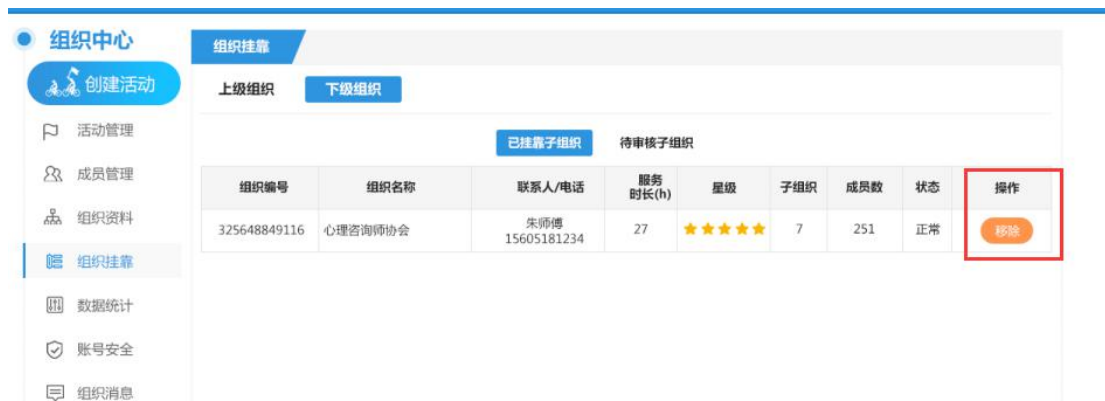 组织中心
创建活动
活动管理
成员管理
组织资料
组织挂靠
数据统计
账号安全
组织消息
组织挂靠
上级组织 下级组织
已挂靠子组织 待审核子组织
组织编号 组织名称 联系人/电话 服务 时长(h) 星级 子组织 成员数 状态 操作
325648849116 心理咨询师协会 朱师傅 15605181234 27 7 251 正常 移除